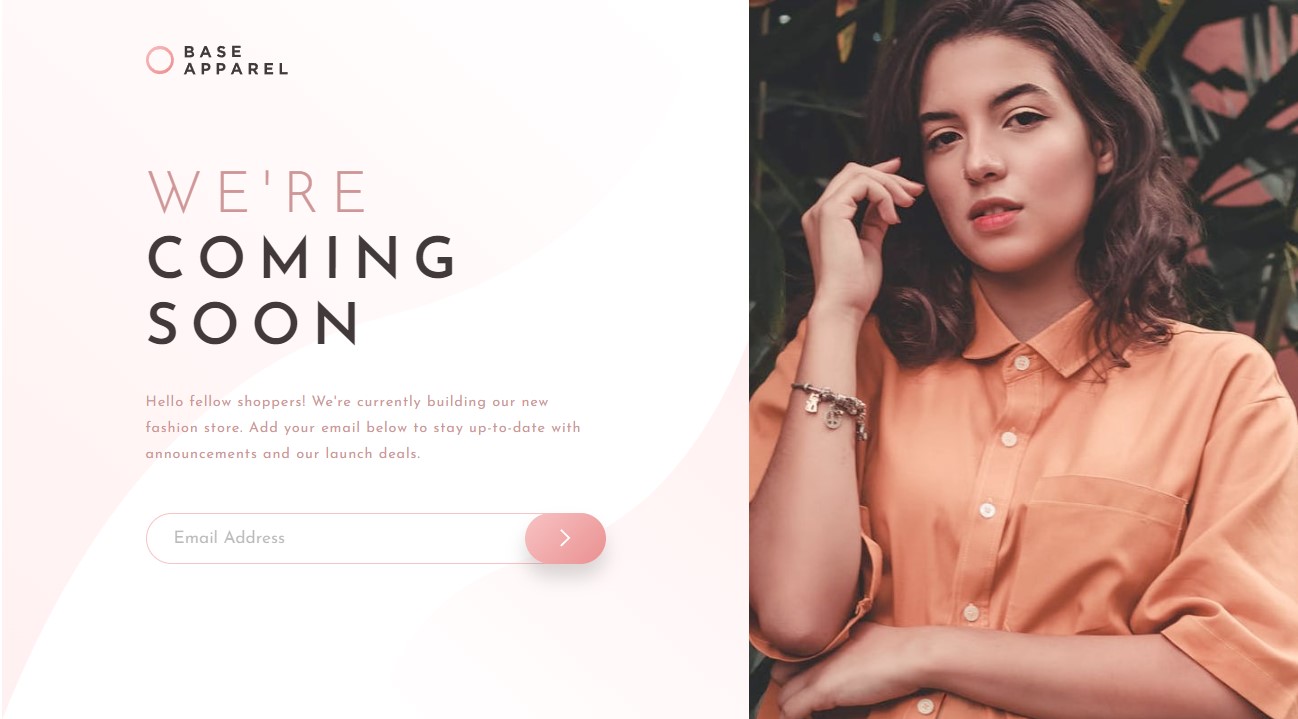 BASE
APPAREL
WE'RE
COMING
SOON
Hello fellow shoppers! We're currently building our new
fashion store. Add your email below to stay up-to-date with
announcements and our launch deals.
Email Address